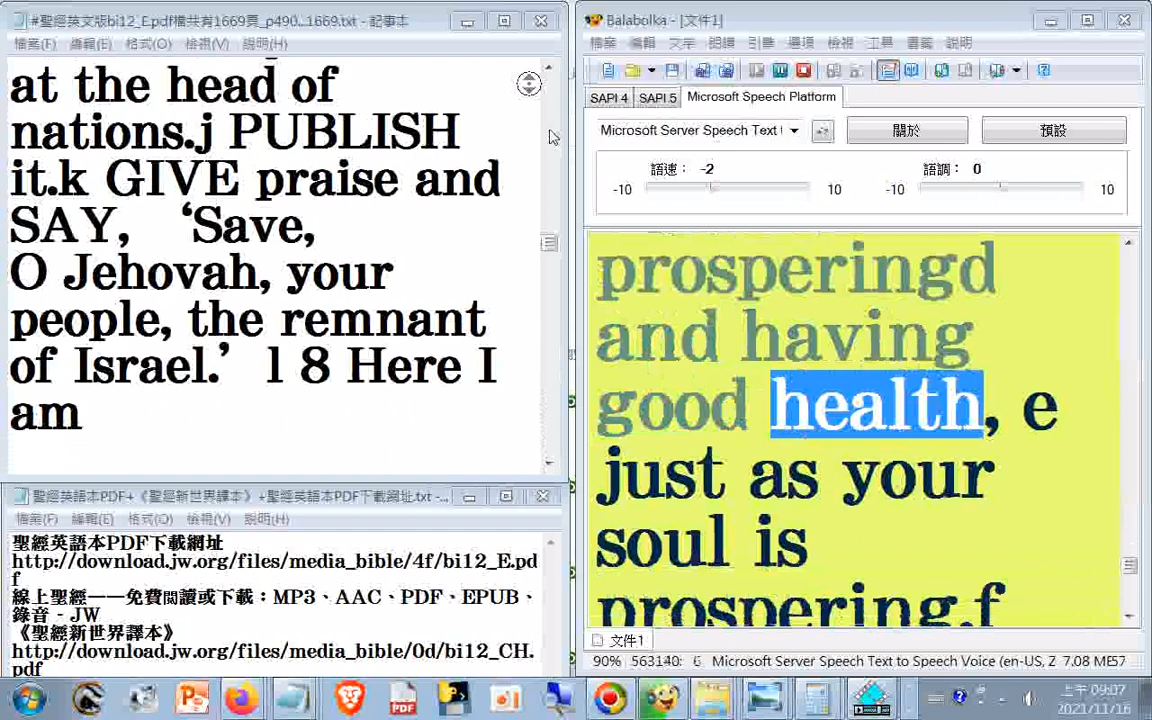 #聖經英文版bi12_E.pdf檔共有1669頁_p490...1669.txt - 記事本
檔案(F) 編輯(E) 格式(O) 檢視(V) 說明(H)
at the head of
nations.j PUBLISH
it.k GIVE praise and
SAY, ‘Save,
O Jehovah, your
people, the remnant
of Israel.’ l 8 Here I
am
聖經英語本PDF+《聖經新世界譯本》+聖經英語本PDF下載網址.txt - ...
檔案(F) 編輯(E) 格式(O) 檢視(V) 說明(H)
聖經英語本PDF下載網址
http://download.jw.org/files/media_bible/4f/bi12_E.pd
f
線上聖經——免費閱讀或下載：MP3、AAC、PDF、EPUB、
錄音 - JW
《聖經新世界譯本》
http://download.jw.org/files/media_bible/0d/bi12_CH.
pdf
Balabolka - [文件1]
檔案 編輯 文字 朗讀 引擎 選項 檢視 工具 書籤 說明
SAPI 4 SAPI 5 Microsoft Speech Platform
Microsoft Server Speech Text 關於 預設
語速： -2 語調： 0
-10 10 -10 10
prosperingd
and having
good health, e
just as your
soul is
prospering.f
文件1
90% 563140: 6 Microsoft Server Speech Text to Speech Voice (en-US, Z 7.08 ME57
上午 09:07
2021/11/16